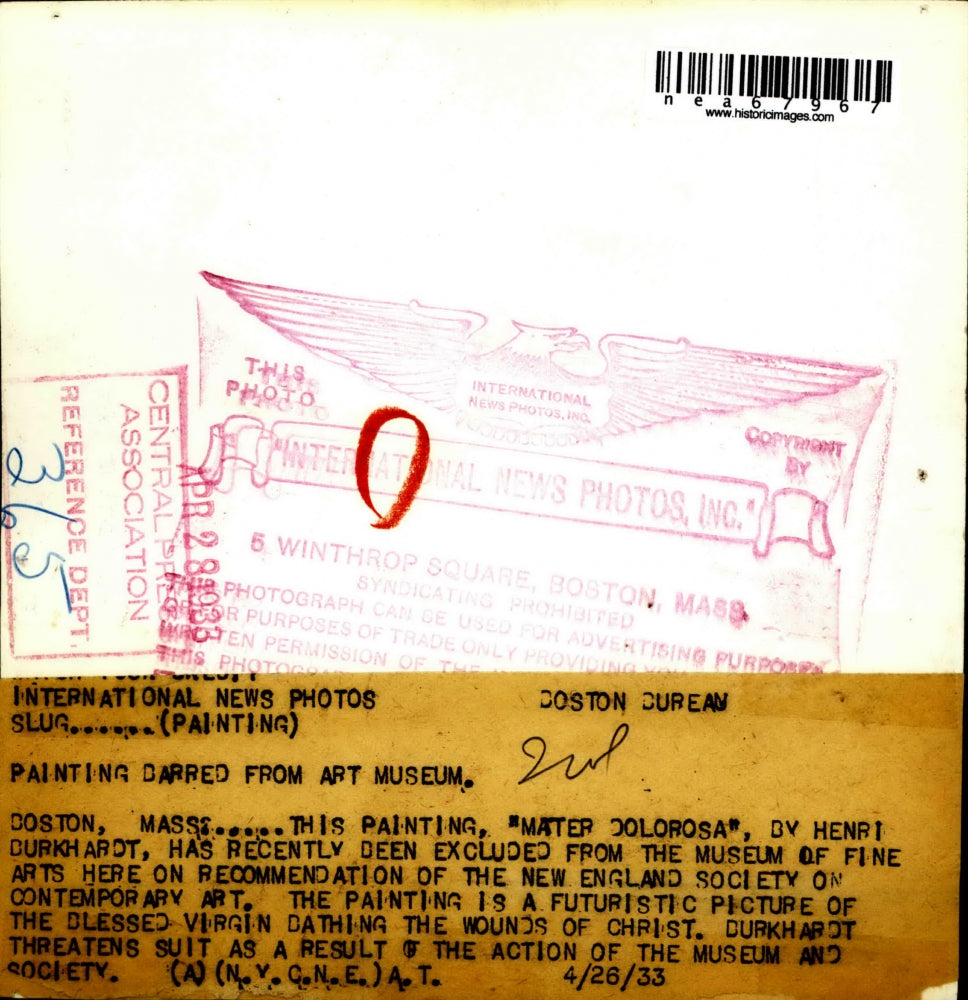 nea67967
www.historicimages.com
THIS
PHOTO
INTERNATIONAL
NEWS PHOTOS, INC.
COPYRIGHT
BY
"INTERNATIONAL NEWS PHOTOS, INC."
5 WINTHROP SQUARE, BOSTON, MASS.
SYNDICATING PROHIBITED
THIS PHOTOGRAPH CAN BE USED FOR ADVERTISING PURPOSES
OR FOR PURPOSES OF TRADE ONLY PROVIDING
WRITTEN PERMISSION OF THE
THIS
CENTRAL PRESS
ASSOCIATION
REFERENCE DEPT.
365
APR 28 1935
INTERNATIONAL NEWS PHOTOS BOSTON BUREAU
SLUG.......(PAINTING)
PAINTING BARRED FROM ART MUSEUM.
BOSTON, MASS......THIS PAINTING, "MATER DOLOROSA", BY HENRI
BURKHARDT, HAS RECENTLY BEEN EXCLUDED FROM THE MUSEUM OF FINE
ARTS HERE ON RECOMMENDATION OF THE NEW ENGLAND SOCIETY ON
CONTEMPORARY ART. THE PAINTING IS A FUTURISTIC PICTURE OF
THE BLESSED VIRGIN BATHING THE WOUNDS OF CHRIST. BURKHARDT
THREATENS SUIT AS A RESULT OF THE ACTION OF THE MUSEUM AND
SOCIETY. (A) (N.Y.C.N.E.) A.T. 4/26/33